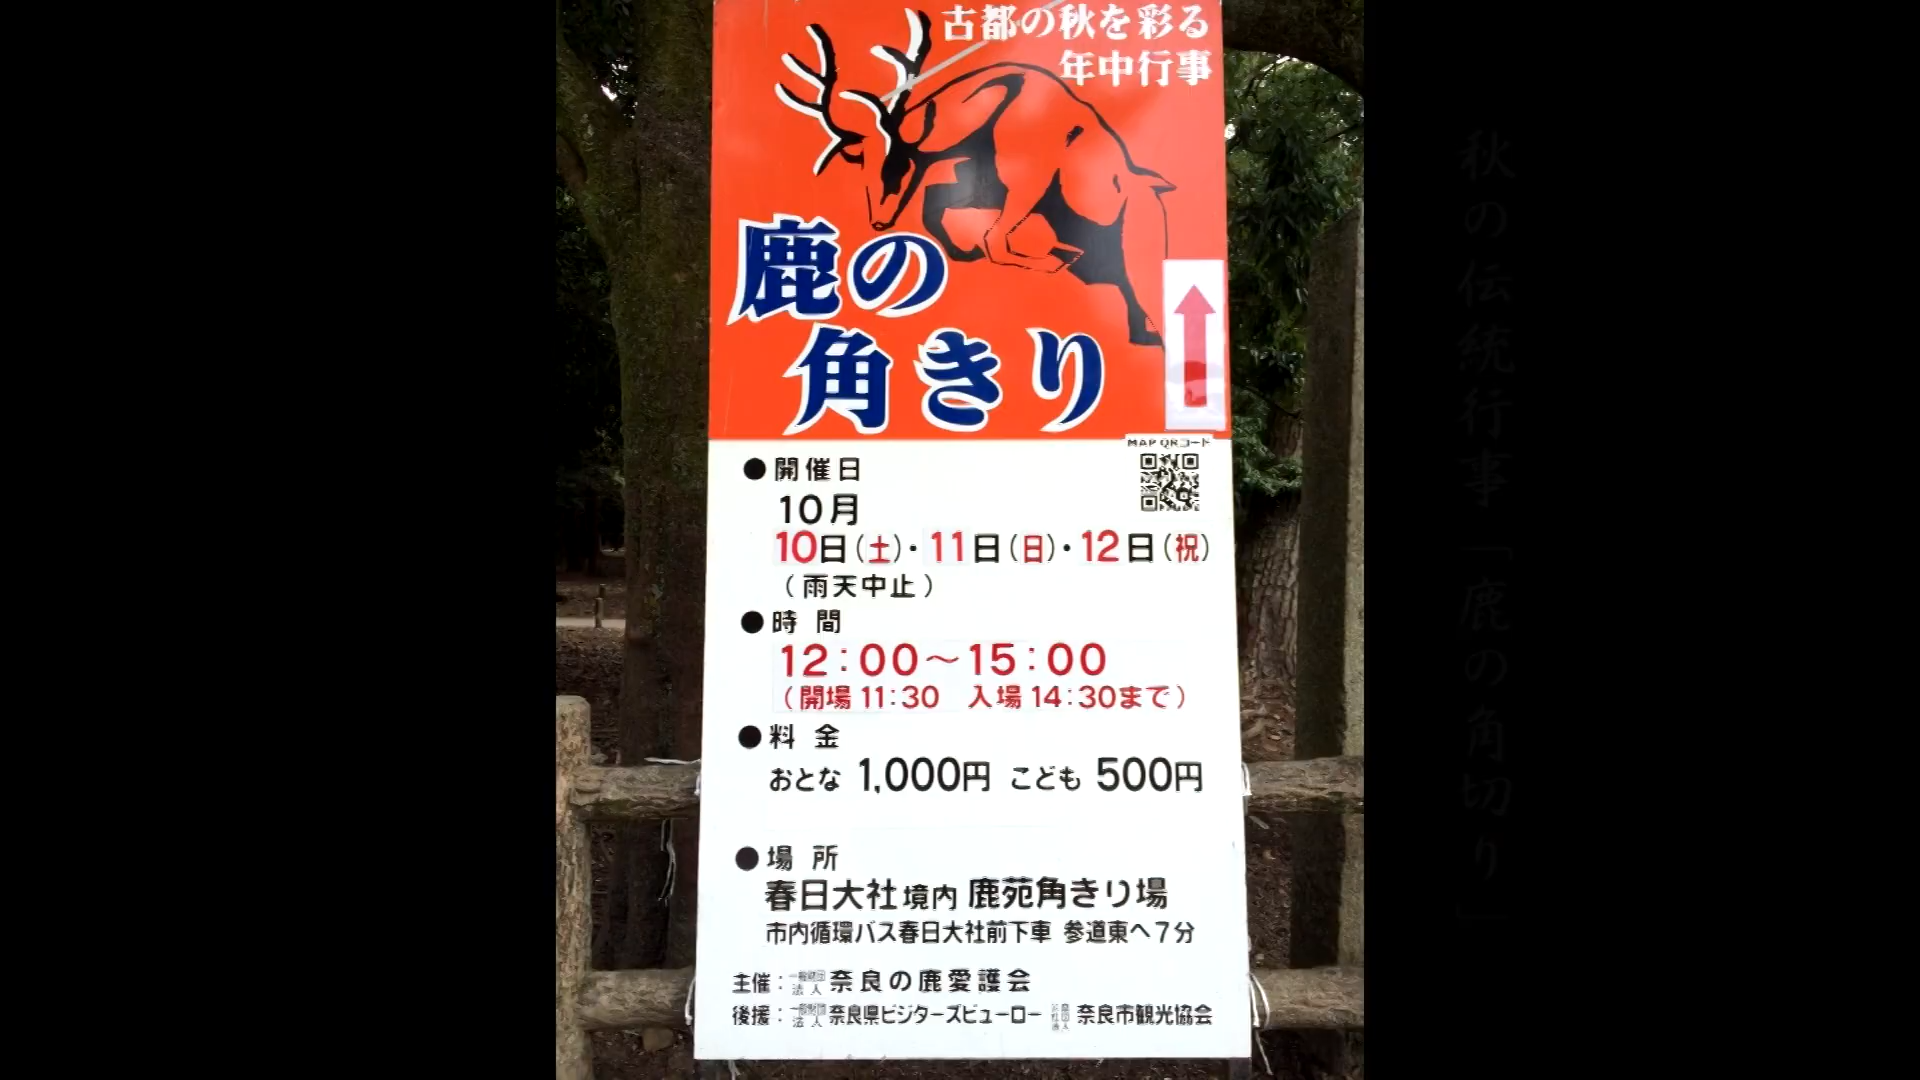 古都の秋を彩る
年中行事
鹿の
角きり
MAP QRコード
●開催日
10月
10日(土)・11日(日)・12日(祝)
(雨天中止)
●時間
12:00～15:00
(開場11:30 入場14:30まで)
●料金
おとな 1,000円 こども 500円
●場所
春日大社境内 鹿苑角きり場
市内循環バス春日大社前下車 参道東へ7分
主催:一般財団法人 奈良の鹿愛護会
後援:一般財団法人 奈良県ビジターズビューロー 奈良市観光協会
秋の伝統行事「鹿の角切り」